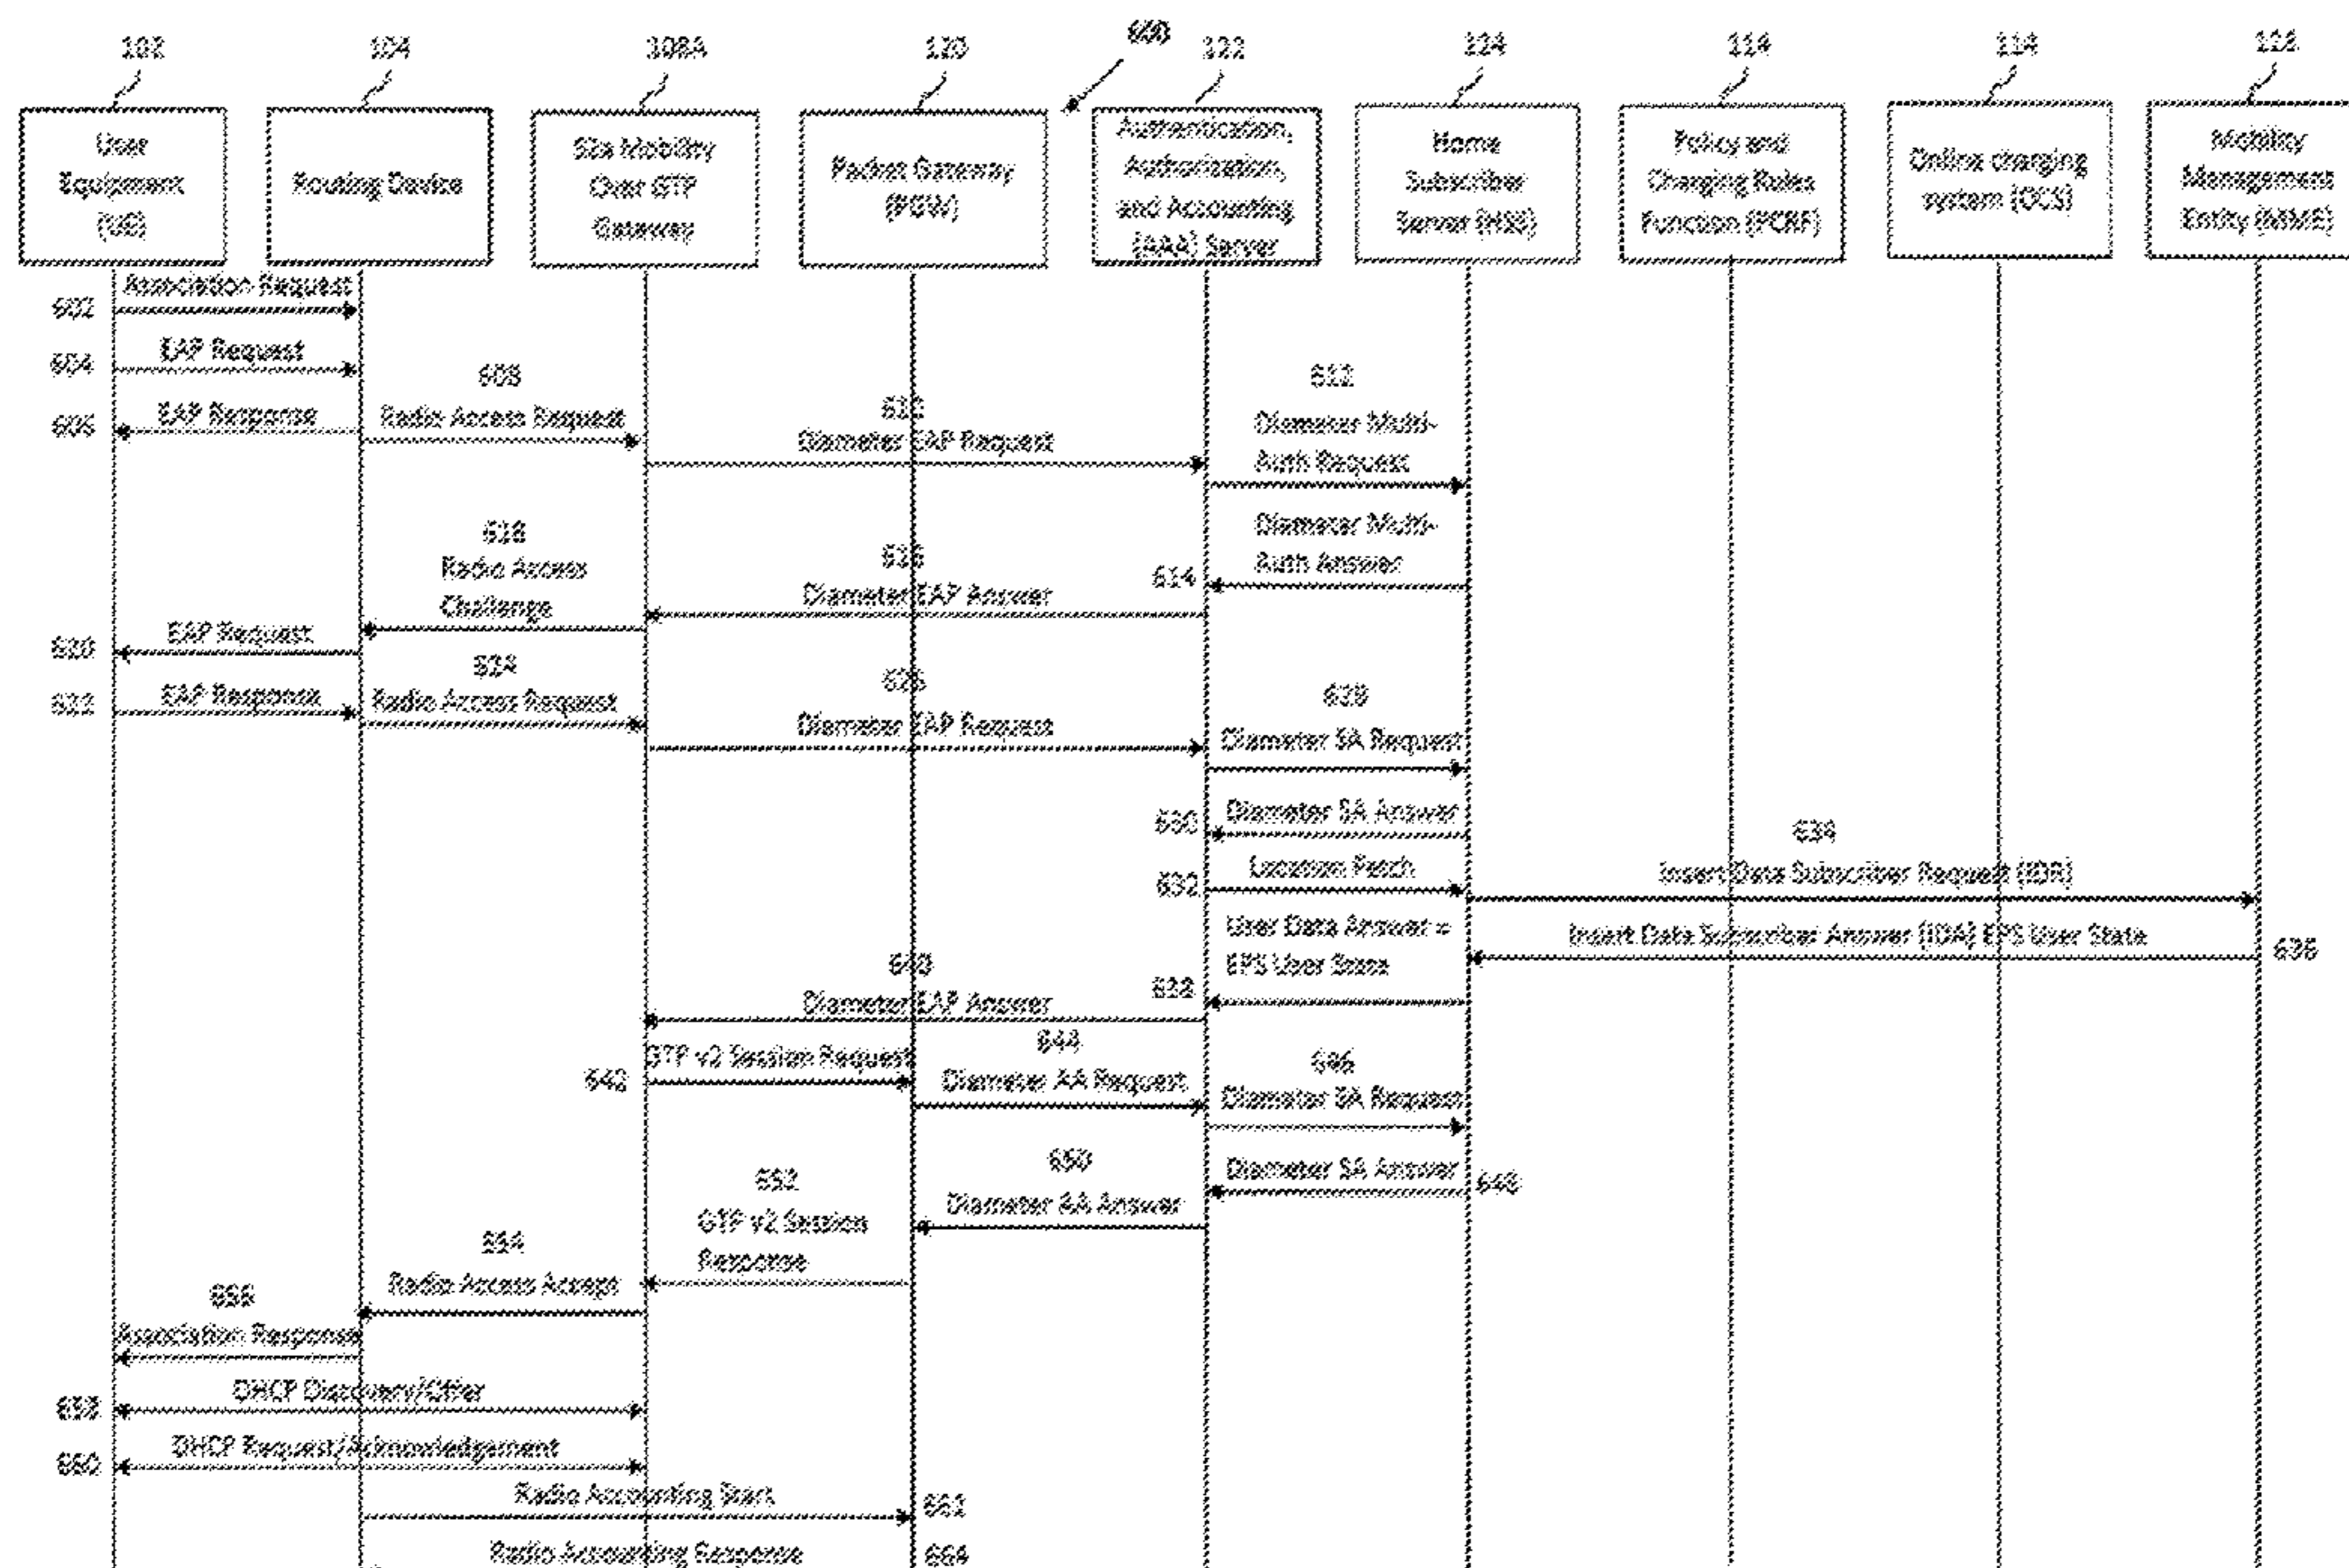 102
104
108A
120
600
122
124
114
114
User
Equipment
(UE)
Routing Device
S2a Mobility
Over GTP
Gateway
Packet Gateway
(PGW)
Authentication,
Authorization,
and Accounting
(AAA) Server
Home
Subscriber
Server (HSS)
Policy and
Charging Rules
Function (PCRF)
Online charging
system (OCS)
Mobility
Management
Entity (MME)
Association Request
602
EAP Request
604
608
612
EAP Response
606
Radio Access Request
Diameter EAP Request
Diameter Multi-
Auth Request
618
Radio Access
Challenge
616
Diameter EAP Answer
Diameter Multi-
Auth Answer
614
EAP Request
620
624
EAP Response
622
Radio Access Request
626
Diameter EAP Request
628
Diameter SA Request
Diameter SA Answer
630
634
Location Fetch
632
Insert Data Subscriber Request (IDR)
User Data Answer =
EPS User State
Insert Data Subscriber Answer (IDA) EPS User State
636
640
Diameter EAP Answer
GTP v2 Session Request
642
644
Diameter AA Request
646
Diameter SA Request
650
Diameter AA Answer
Diameter SA Answer
648
652
GTP v2 Session
Response
Radio Access Accept
656
Association Response
DHCP Discovery/Offer
658
DHCP Request/Acknowledgement
660
Radio Accounting Start
Radio Accounting Response
664